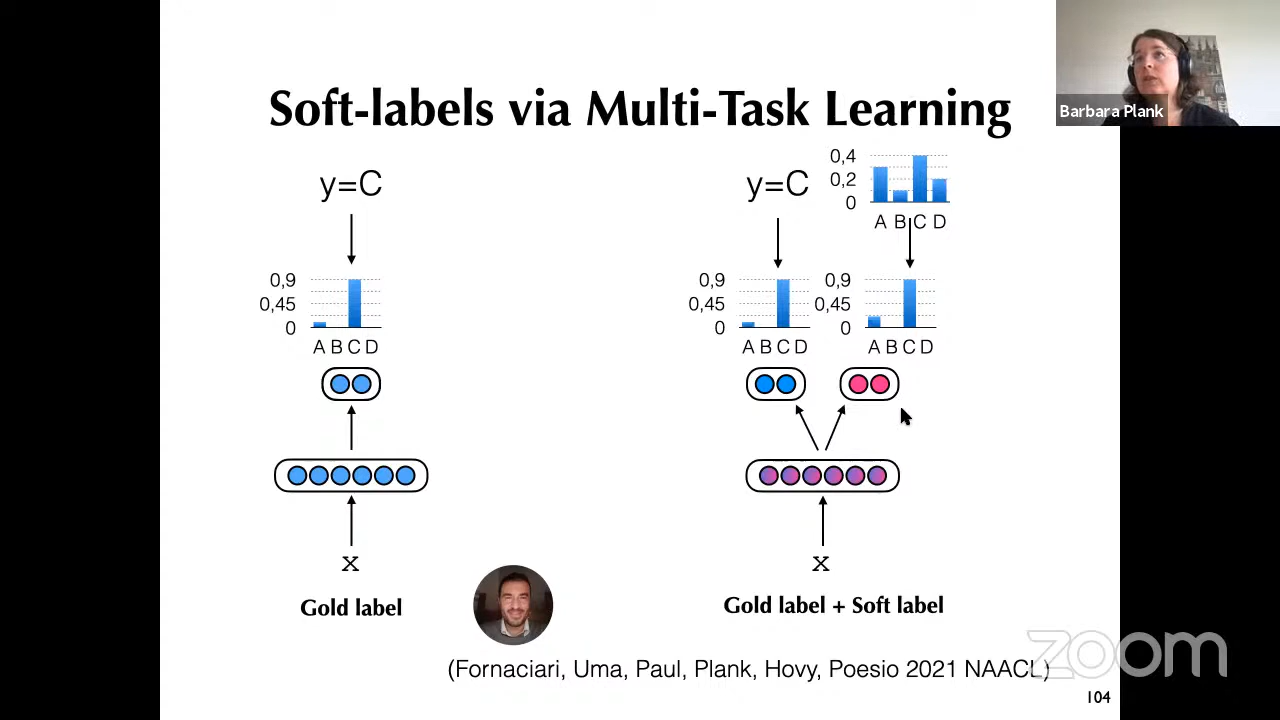 Soft-labels via Multi-Task Learning
Barbara Plank
y=C
0,9
0,45
0
A B C D
x
Gold label
y=C
0,4
0,2
0
A B C D
0,9
0,45
0
A B C D
0,9
0,45
0
A B C D
x
Gold label + Soft label
(Fornaciari, Uma, Paul, Plank, Hovy, Poesio 2021 NAACL)
zoom
104